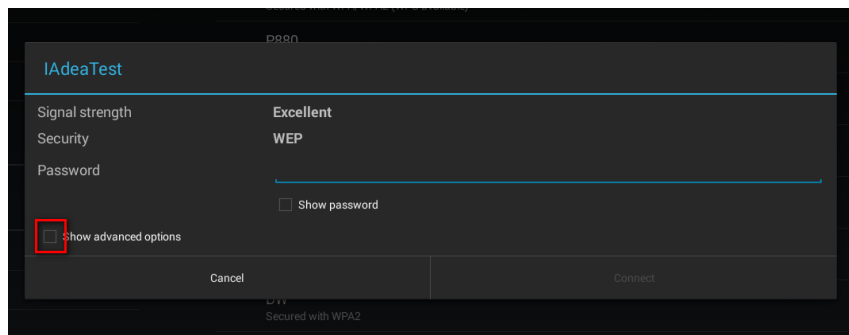 P880
IAdeaTest
Signal strength Excellent
Security WEP
Password
Show password
Show advanced options
Cancel Connect
DW
Secured with WPA2